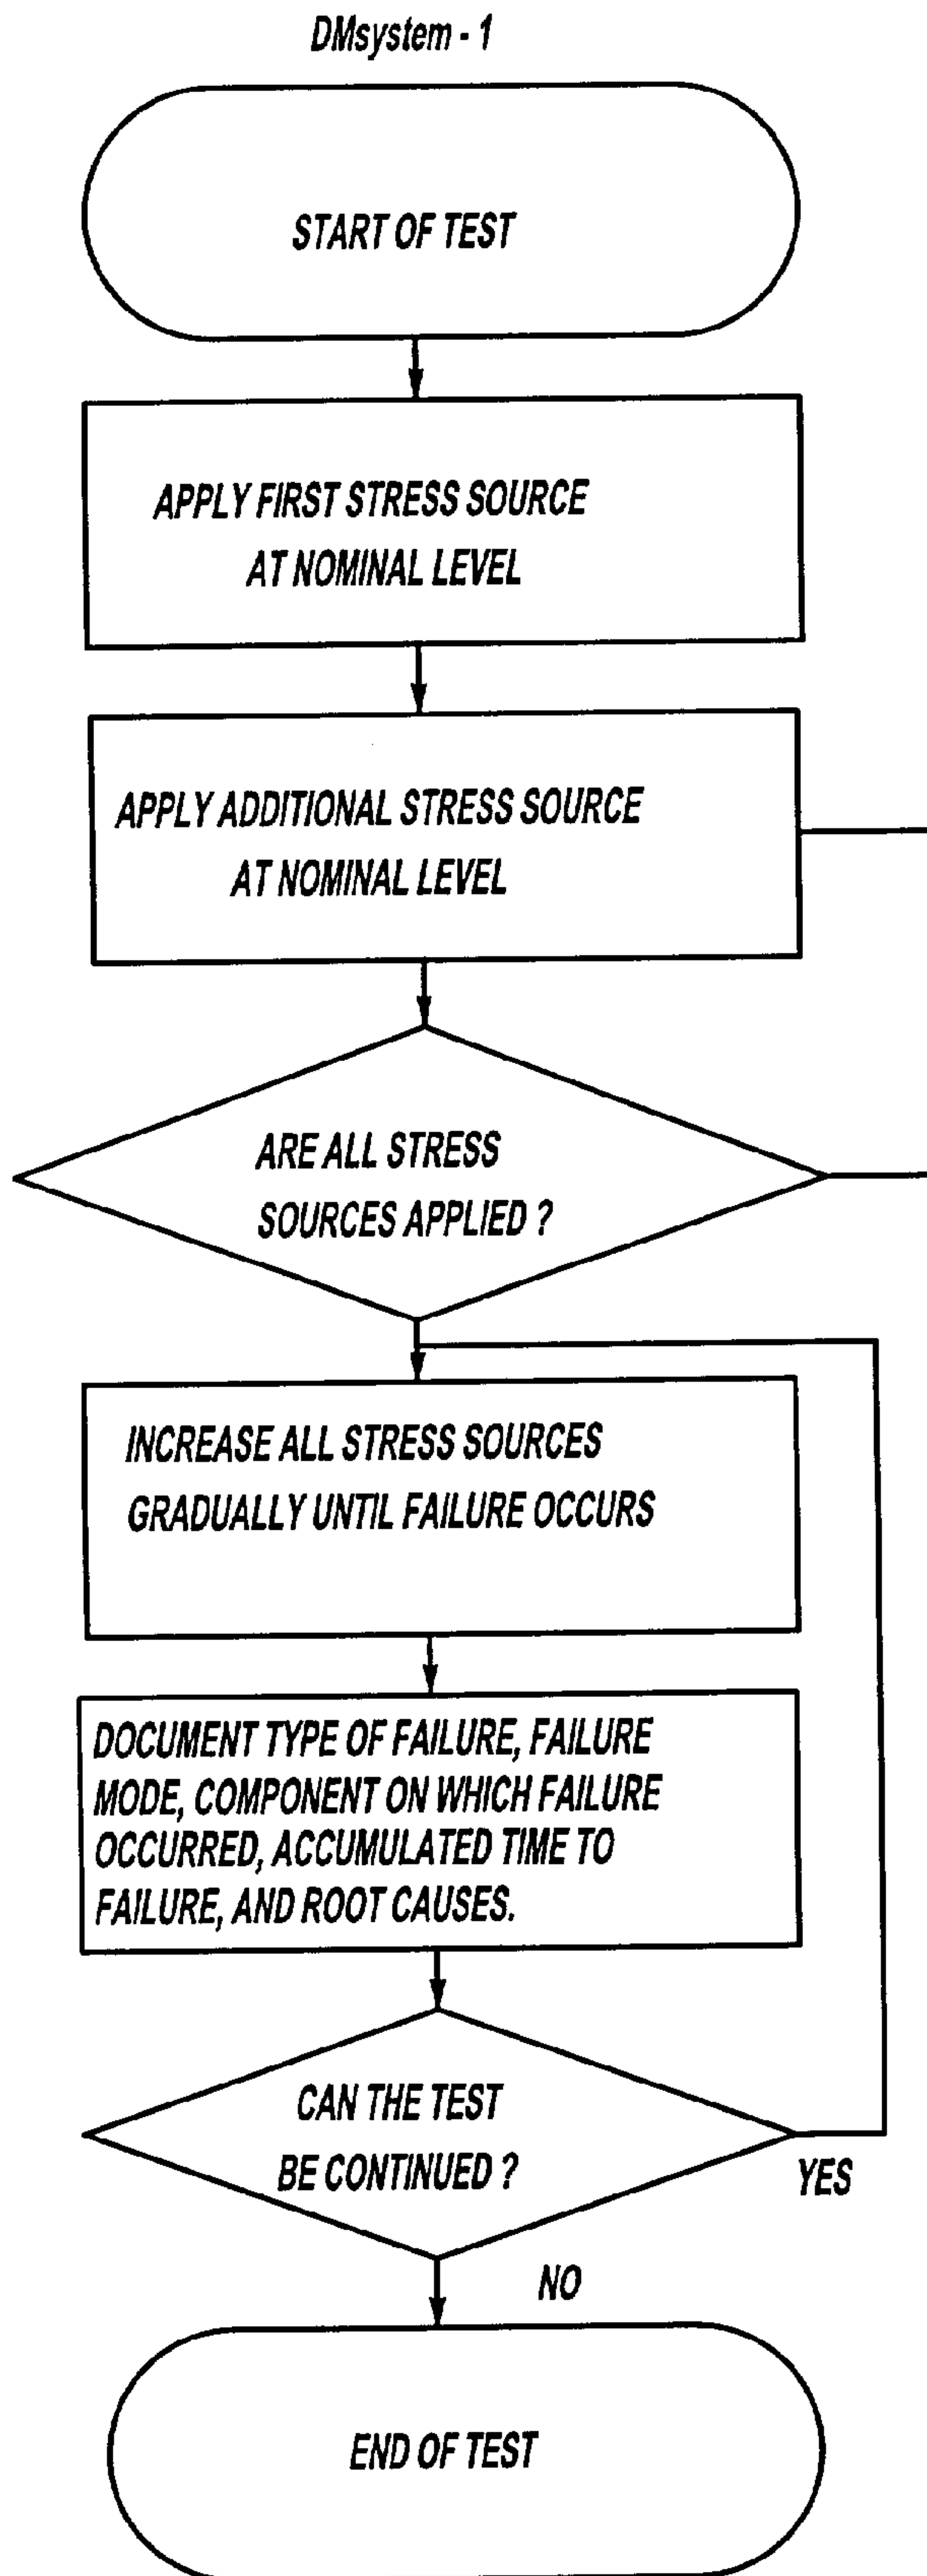 DMsystem - 1
START OF TEST
APPLY FIRST STRESS SOURCE
AT NOMINAL LEVEL
APPLY ADDITIONAL STRESS SOURCE
AT NOMINAL LEVEL
ARE ALL STRESS
SOURCES APPLIED ?
INCREASE ALL STRESS SOURCES
GRADUALLY UNTIL FAILURE OCCURS
DOCUMENT TYPE OF FAILURE, FAILURE
MODE, COMPONENT ON WHICH FAILURE
OCCURRED, ACCUMULATED TIME TO
FAILURE, AND ROOT CAUSES.
CAN THE TEST
BE CONTINUED ?
YES
NO
END OF TEST